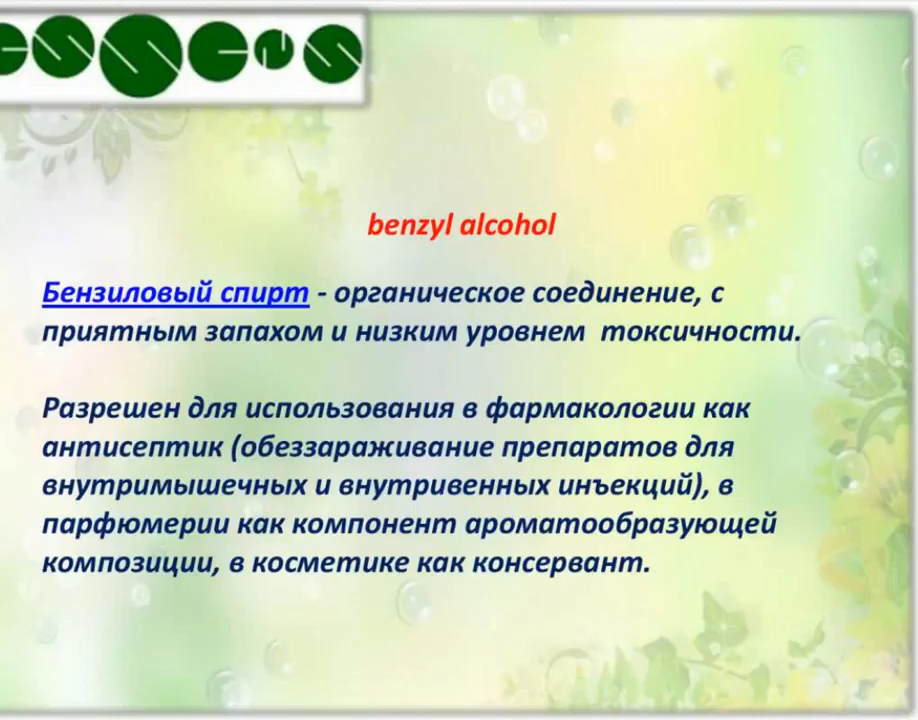 benzyl alcohol
Бензиловый спирт - органическое соединение, с
приятным запахом и низким уровнем токсичности.
Разрешен для использования в фармакологии как
антисептик (обеззараживание препаратов для
внутримышечных и внутривенных инъекций), в
парфюмерии как компонент ароматообразующей
композиции, в косметике как консервант.